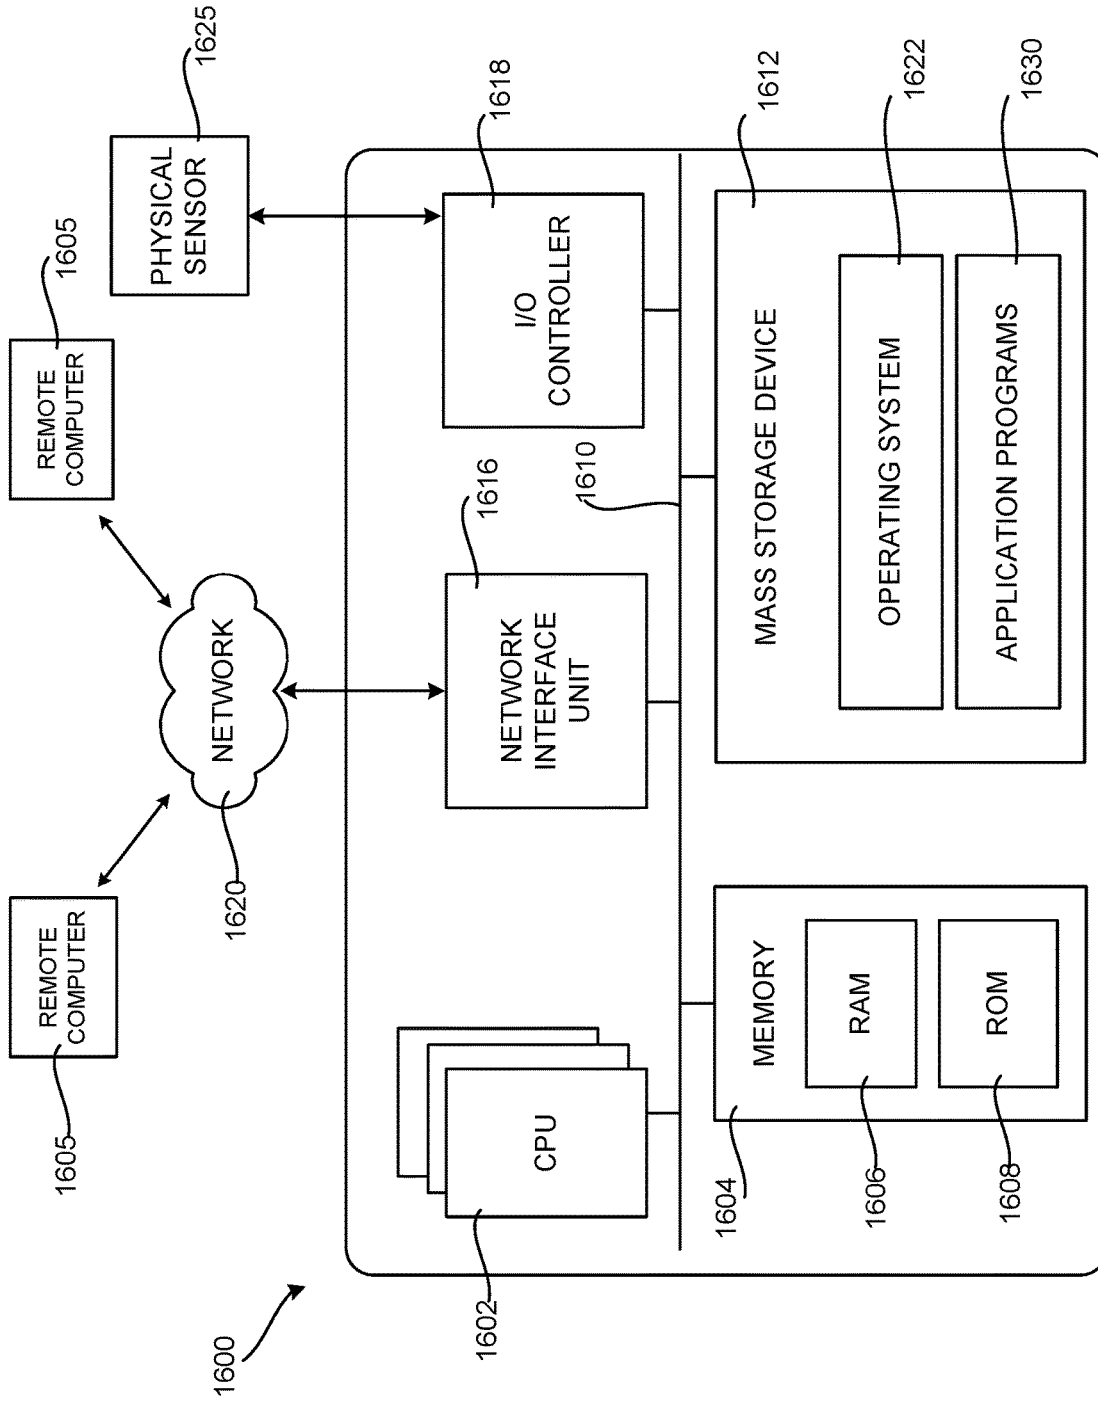 1600
1605
REMOTE
COMPUTER
REMOTE
COMPUTER
1605
PHYSICAL
SENSOR
1625
NETWORK
1620
1602
CPU
NETWORK
INTERFACE
UNIT
1616
I/O
CONTROLLER
1618
1610
1604
MEMORY
RAM
1606
ROM
1608
MASS STORAGE DEVICE
1612
OPERATING SYSTEM
1622
APPLICATION PROGRAMS
1630